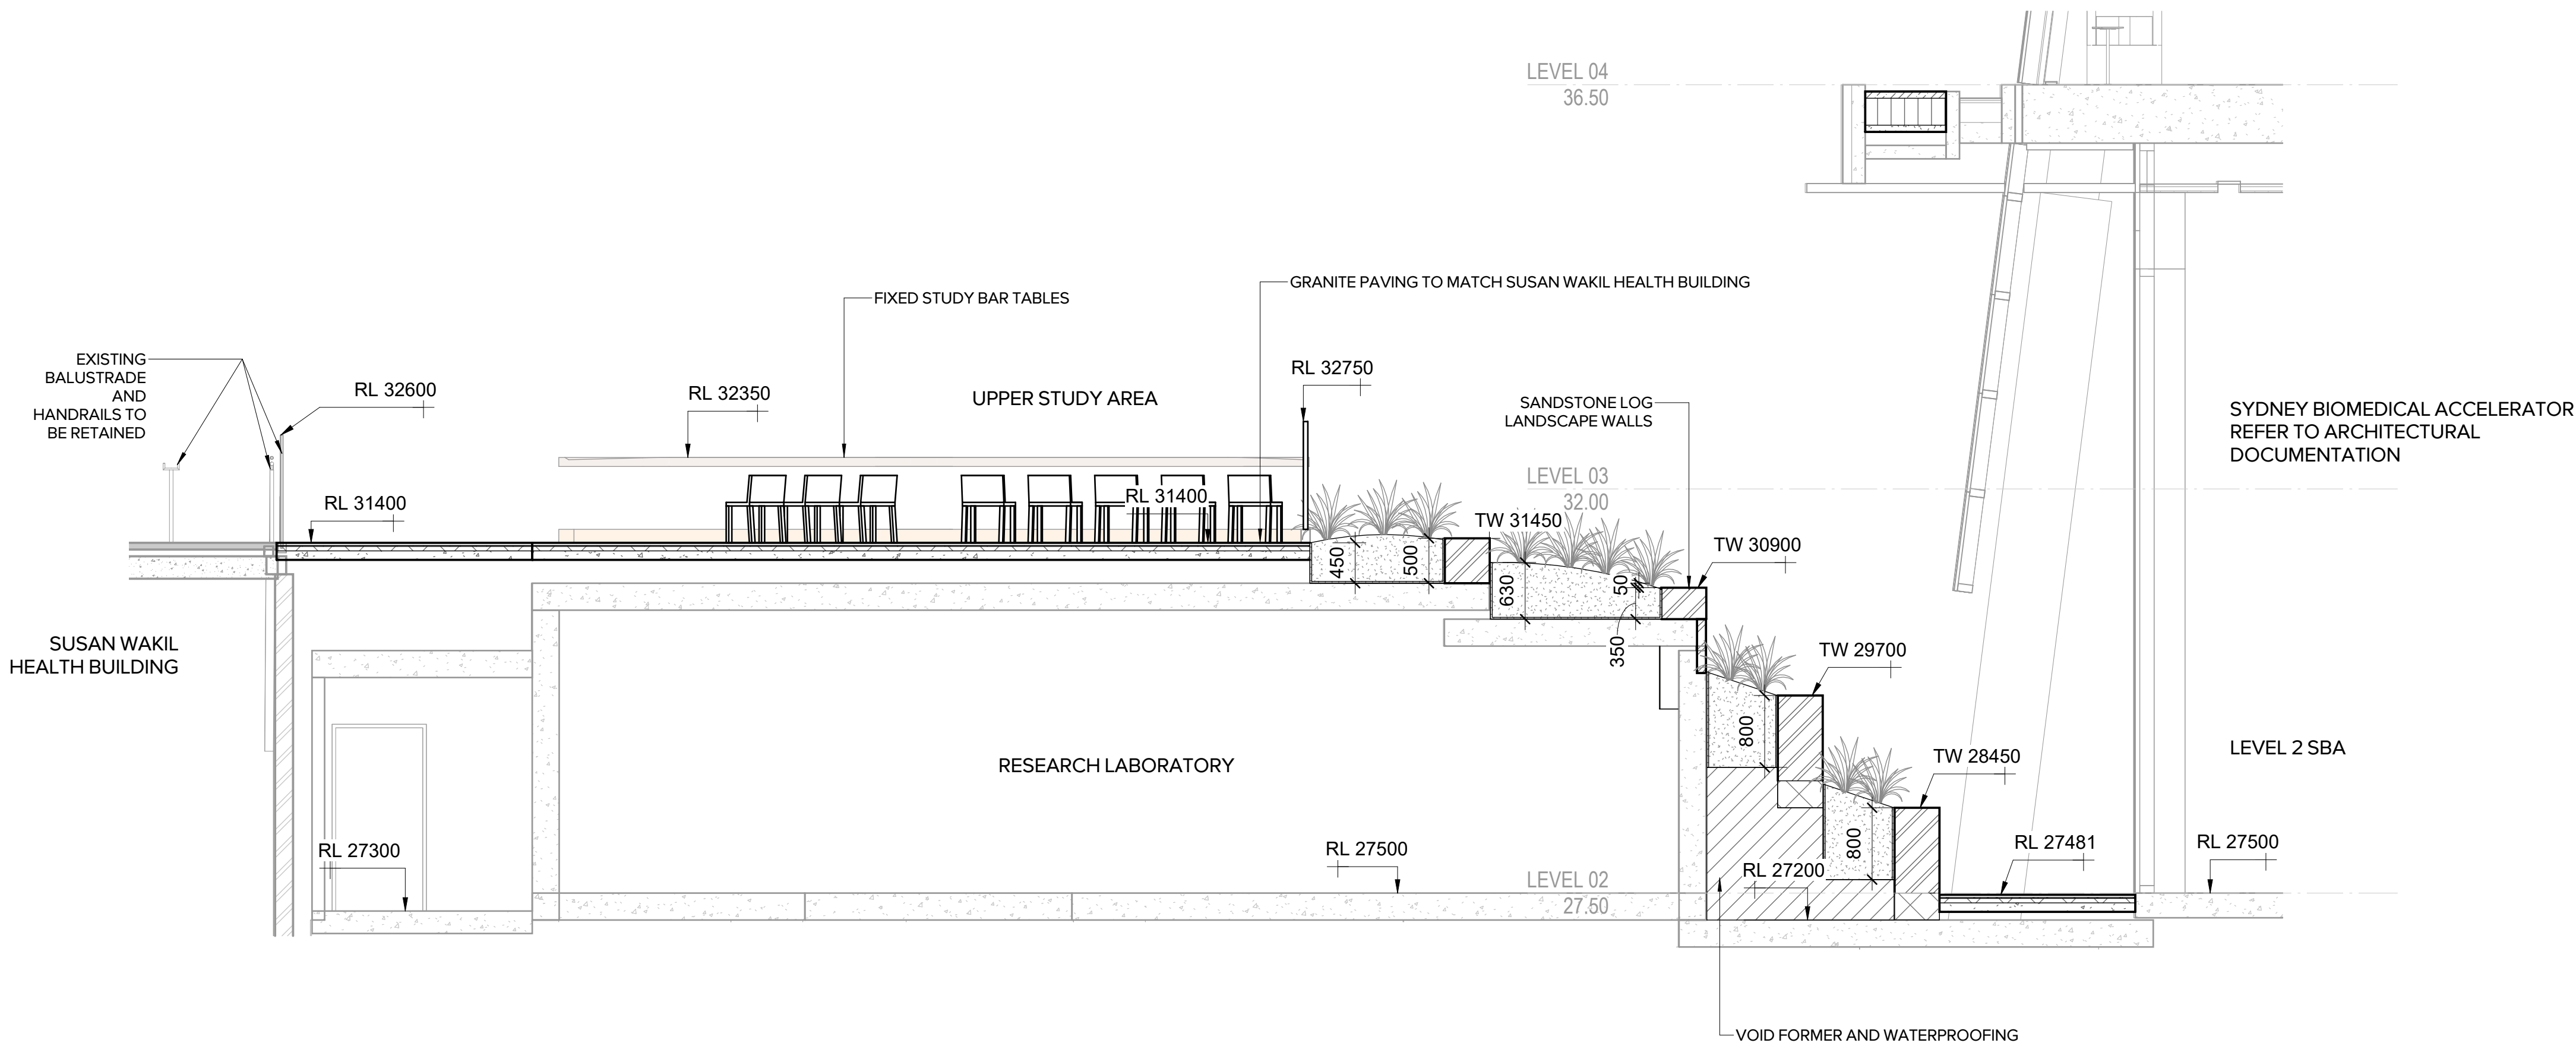 LEVEL 04
36.50
GRANITE PAVING TO MATCH SUSAN WAKIL HEALTH BUILDING
FIXED STUDY BAR TABLES
EXISTING
BALUSTRADE
AND
HANDRAILS TO
BE RETAINED
RL 32600
RL 32350
UPPER STUDY AREA
RL 32750
SANDSTONE LOG
LANDSCAPE WALLS
SYDNEY BIOMEDICAL ACCELERATOR
REFER TO ARCHITECTURAL
DOCUMENTATION
LEVEL 03
32.00
RL 31400
RL 31400
TW 31450
TW 30900
450
500
630
50
350
SUSAN WAKIL
HEALTH BUILDING
TW 29700
800
RESEARCH LABORATORY
LEVEL 2 SBA
TW 28450
800
RL 27300
RL 27500
RL 27481
RL 27500
RL 27200
LEVEL 02
27.50
VOID FORMER AND WATERPROOFING